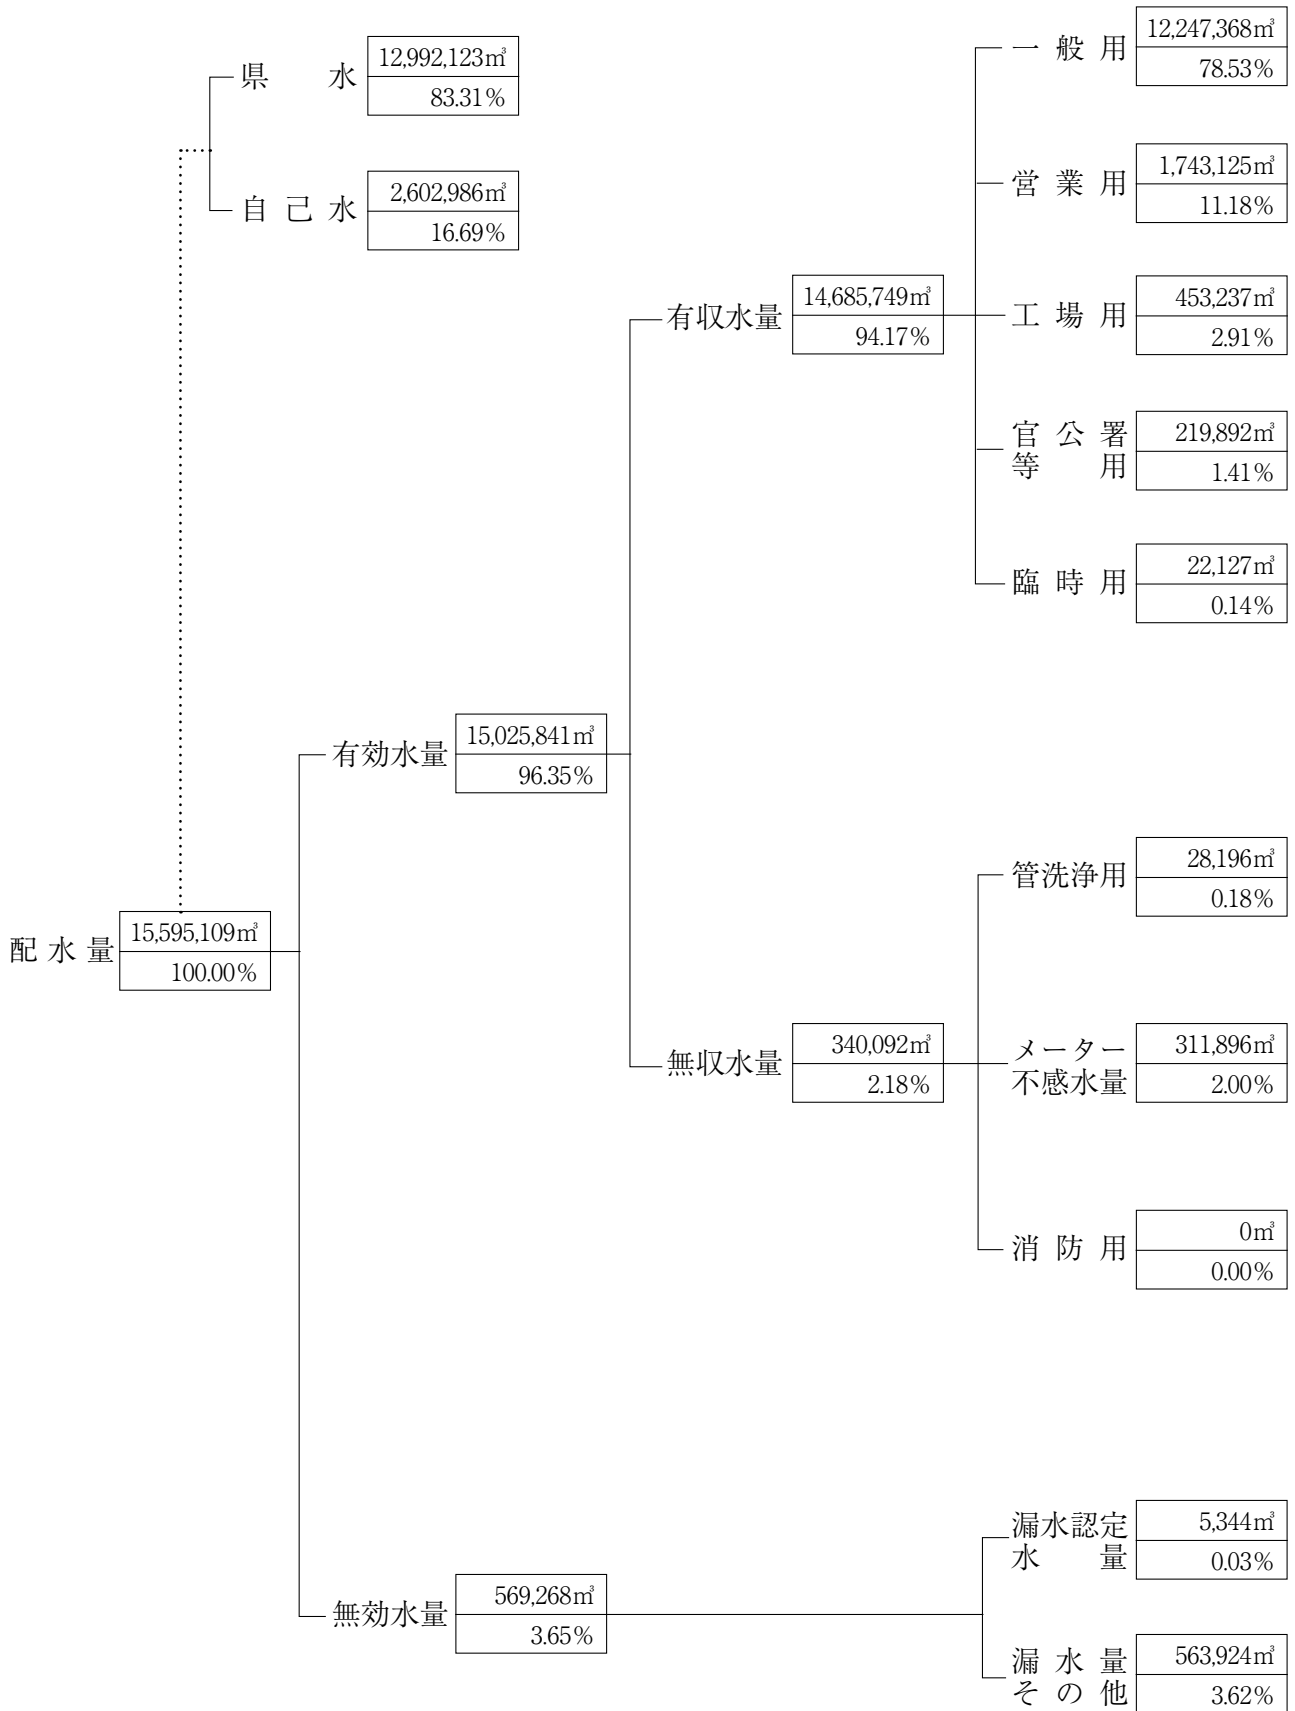 県水
12,992,123㎥
83.31%
自己水
2,602,986㎥
16.69%
配水量
15,595,109㎥
100.00%
有効水量
15,025,841㎥
96.35%
有収水量
14,685,749㎥
94.17%
一般用
12,247,368㎥
78.53%
営業用
1,743,125㎥
11.18%
工場用
453,237㎥
2.91%
官公署
等用
219,892㎥
1.41%
臨時用
22,127㎥
0.14%
無収水量
340,092㎥
2.18%
管洗浄用
28,196㎥
0.18%
メーター
不感水量
311,896㎥
2.00%
消防用
0㎥
0.00%
無効水量
569,268㎥
3.65%
漏水認定
水量
5,344㎥
0.03%
漏水量
その他
563,924㎥
3.62%